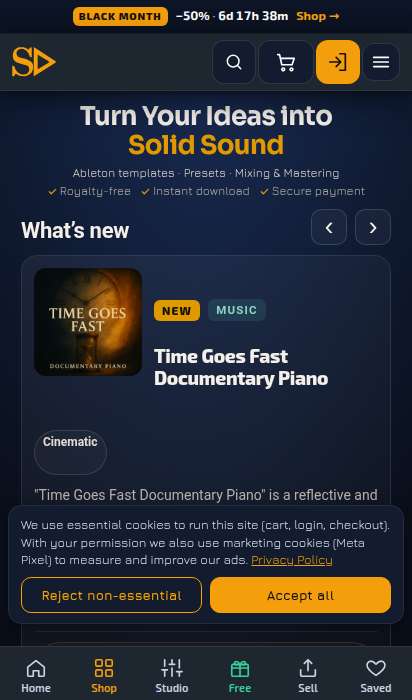 BLACK MONTH −50% · 6d 17h 38m Shop →
S
Turn Your Ideas into
Solid Sound
Ableton templates · Presets · Mixing & Mastering
✓ Royalty-free ✓ Instant download ✓ Secure payment
What's new
TIME GOES
FAST
DOCUMENTARY PIANO
NEW MUSIC
Time Goes Fast
Documentary Piano
Cinematic
"Time Goes Fast Documentary Piano" is a reflective and
We use essential cookies to run this site (cart, login, checkout).
With your permission we also use marketing cookies (Meta
Pixel) to measure and improve our ads. Privacy Policy
Reject non-essential Accept all
Home Shop Studio Free Sell Saved